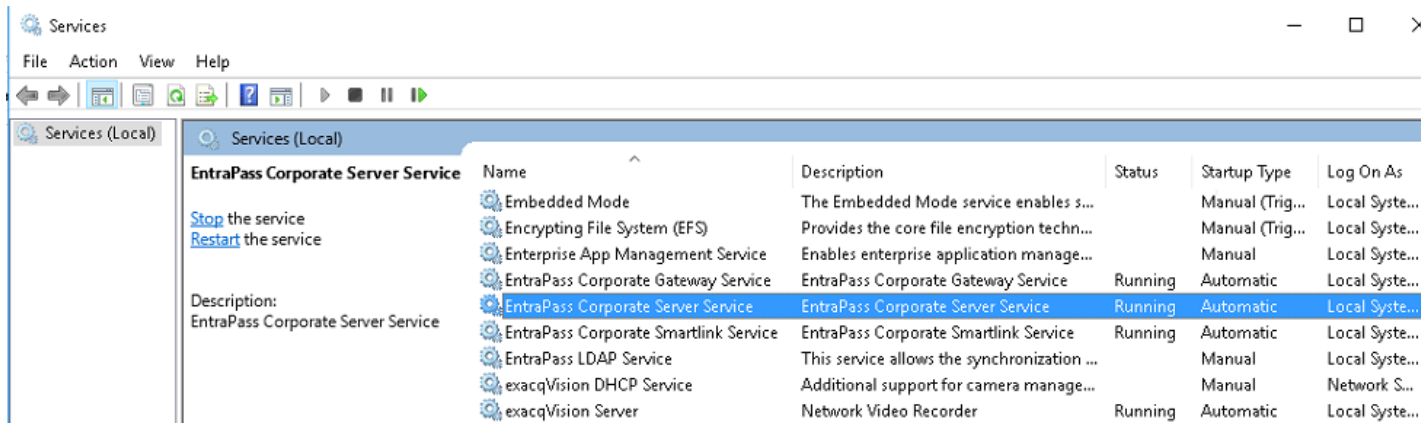 Services
File Action View Help
Services (Local)
Services (Local)
EntraPass Corporate Server Service
Stop the service
Restart the service
Description:
EntraPass Corporate Server Service
Name Description Status Startup Type Log On As
Embedded Mode The Embedded Mode service enables s... Manual (Trig... Local Syste...
Encrypting File System (EFS) Provides the core file encryption techn... Manual (Trig... Local Syste...
Enterprise App Management Service Enables enterprise application manage... Manual Local Syste...
EntraPass Corporate Gateway Service EntraPass Corporate Gateway Service Running Automatic Local Syste...
EntraPass Corporate Server Service EntraPass Corporate Server Service Running Automatic Local Syste...
EntraPass Corporate Smartlink Service EntraPass Corporate Smartlink Service Running Automatic Local Syste...
EntraPass LDAP Service This service allows the synchronization ... Manual Local Syste...
exacqVision DHCP Service Additional support for camera manage... Manual Network S...
exacqVision Server Network Video Recorder Running Automatic Local Syste...